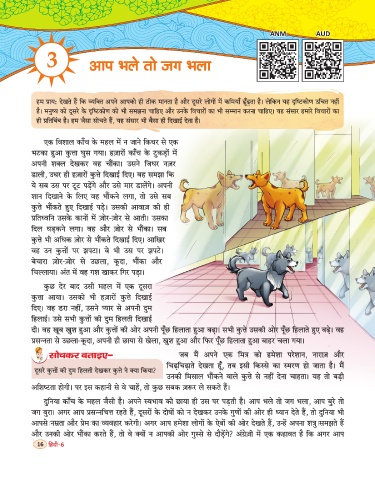 ANM AUD
3 आप भले तो जग भला
हम प्रायः देखते हैं कि व्यक्ति अपने आपको ही ठीक मानता है और दूसरे लोगों में कमियाँ ढूँढ़ता है। लेकिन यह दृष्टिकोण उचित नहीं
है। मनुष्य को दूसरे के दृष्टिकोण को भी समझना चाहिए और उनके विचारों का भी सम्मान करना चाहिए। यह संसार हमारे विचारों का
ही प्रतिबिंब है। हम जैसा सोचते हैं, यह संसार भी वैसा ही दिखाई देता है।
एक विशाल काँच के महल में न जाने किधर से एक
भटका हुआ कुत्ता घुस गया। हज़ारों काँच के टुकड़ों में
अपनी शक्ल देखकर वह चौंका। उसने जिधर नज़र
डाली, उधर ही हज़ारों कुत्ते दिखाई दिए। वह समझा कि
ये सब उस पर टूट पड़ेंगे और उसे मार डालेंगे। अपनी
शान दिखाने के लिए वह भौंकने लगा, तो उसे सब
कुत्ते भौंकते हुए दिखाई पड़े। उसकी आवाज़ की ही
प्रतिध्वनि उसके कानों में ज़ोर-ज़ोर से आती। उसका
दिल धड़कने लगा। वह और ज़ोर से भौंका। सब
कुत्ते भी अधिक ज़ोर से भौंकते दिखाई दिए। आखिर
वह उन कुत्तों पर झपटा। वे भी उस पर झपटे।
बेचारा ज़ोर-ज़ोर से उछला, कूदा, भौंका और
चिल्लाया। अंत में वह गश खाकर गिर पड़ा।
कुछ देर बाद उसी महल में एक दूसरा
कुत्ता आया। उसको भी हज़ारों कुत्ते दिखाई
दिए। वह डरा नहीं, उसने प्यार से अपनी दुम
हिलाई। उसे सभी कुत्तों की दुम हिलती दिखाई
दी। वह खूब खुश हुआ और कुत्तों की ओर अपनी पूँछ हिलाता हुआ बढ़ा। सभी कुत्ते उसकी ओर पूँछ हिलाते हुए बढ़े। वह
प्रसन्नता से उछला-कूदा, अपनी ही छाया से खेला, खुश हुआ और फिर पूँछ हिलाता हुआ बाहर चला गया।
सोचकर बताइए–
दूसरे कुत्तों की दुम हिलती देखकर कुत्ते ने क्या किया?
जब मैं अपने एक मित्र को हमेशा परेशान, नाराज़ और
चिड़चिड़ाते देखता हूँ, तब इसी किस्से का स्मरण हो जाता है। मैं
उनकी मिसाल भौंकने वाले कुत्ते से नहीं देना चाहता। यह तो बड़ी
अशिष्टता होगी। पर इस कहानी से वे चाहें, तो कुछ सबक ज़रूर ले सकते हैं।
दुनिया काँच के महल जैसी है। अपने स्वभाव की छाया ही उस पर पड़ती है। आप भले तो जग भला, आप बुरे तो
जग बुरा। अगर आप प्रसन्नचित्त रहते हैं, दूसरों के दोषों को न देखकर उनके गुणों की ओर ही ध्यान देते हैं, तो दुनिया भी
आपसे नम्रता और प्रेम का व्यवहार करेगी। अगर आप हमेशा लोगों के ऐबों की ओर देखते हैं, उन्हें अपना शत्रु समझते हैं
और उनकी ओर भौंका करते हैं, तो वे क्यों न आपकी ओर गुस्से से दौड़ेंगे? अंग्रेज़ी में एक कहावत है कि अगर आप
16 हिंदी-6